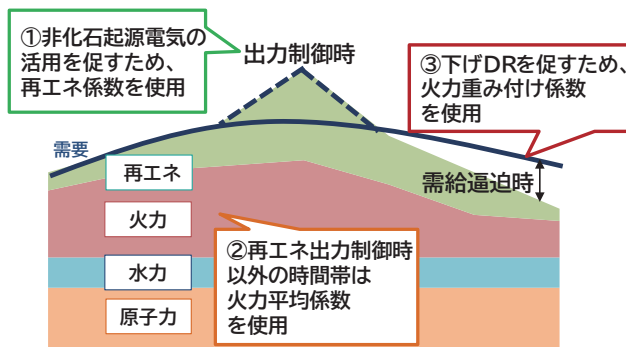 ①非化石起源電気の
活用を促すため、
再エネ係数を使用
出力制御時
③下げDRを促すため、
火力重み付け係数
を使用
需要
再エネ
需給逼迫時
火力
②再エネ出力制御時
以外の時間帯は
火力平均係数
を使用
水力
原子力